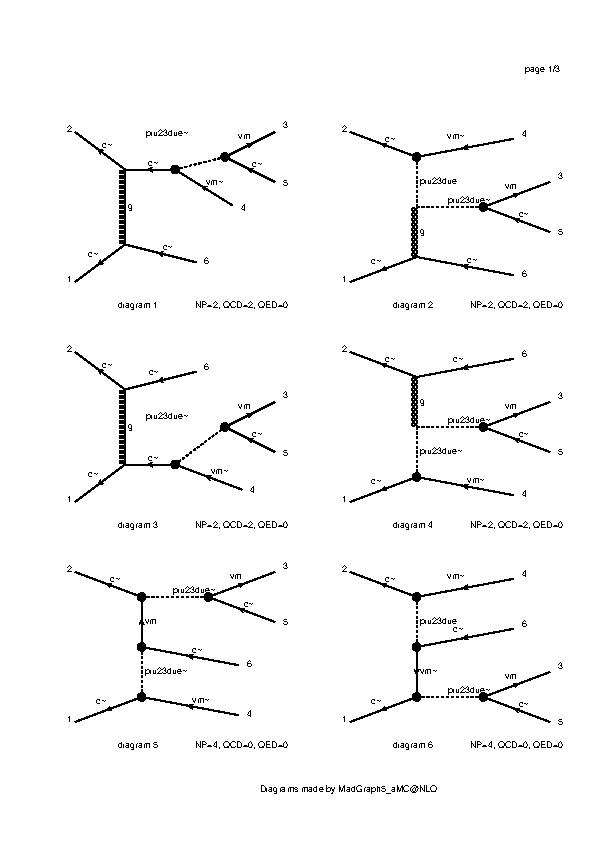 page 1/3
2
c~
piu23due~
vm
3
c~
vm~
c~
5
4
g
c~
c~
6
1
diagram 1 NP=2, QCD=2, QED=0
2
c~
vm~
4
piu23due
vm
3
piu23due~
c~
5
g
c~
c~
6
1
diagram 2 NP=2, QCD=2, QED=0
2
c~
c~
6
piu23due~
vm
3
g
c~
5
c~
c~
vm~
4
1
diagram 3 NP=2, QCD=2, QED=0
2
c~
c~
6
g
vm
3
piu23due~
c~
5
piu23due~
c~
vm~
4
1
diagram 4 NP=2, QCD=2, QED=0
2
c~
piu23due~
vm
3
c~
5
vm
c~
6
piu23due~
c~
vm~
4
1
diagram 5 NP=4, QCD=0, QED=0
2
c~
vm~
4
piu23due
c~
6
vm~
vm
3
piu23due~
c~
c~
5
1
diagram 6 NP=4, QCD=0, QED=0
Diagrams made by MadGraph5_aMC@NLO